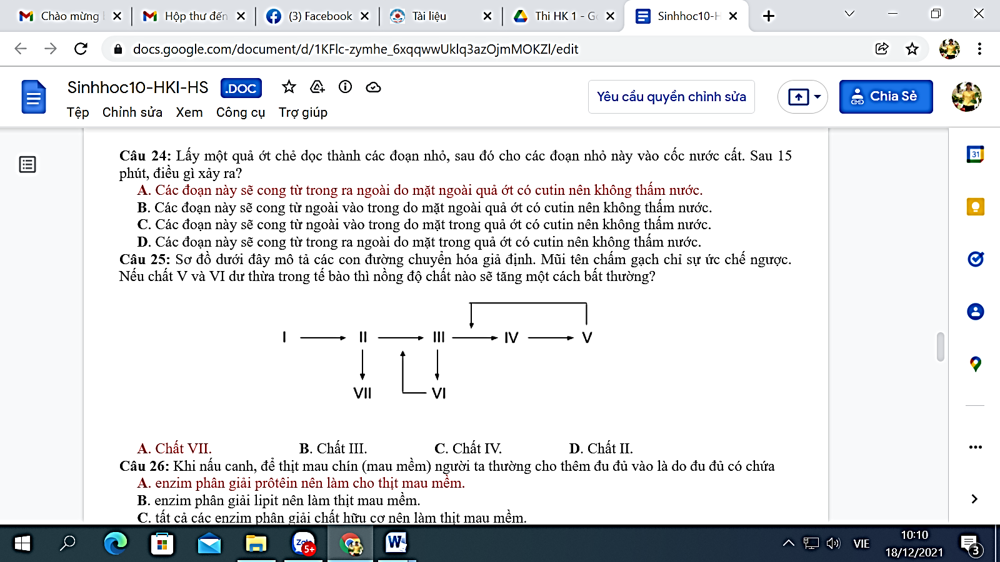 Chào mừng
Hộp thư đến
(3) Facebook
Tài liệu
Thi HK 1 - Go
Sinhhoc10-H
docs.google.com/document/d/1KFlc-zymhe_6xqqwwUklq3azOjmMOKZl/edit
Sinhhoc10-HKI-HS .DOC
Tệp Chỉnh sửa Xem Công cụ Trợ giúp
Yêu cầu quyền chỉnh sửa
Chia Sẻ
31
Câu 24: Lấy một quả ớt chẻ dọc thành các đoạn nhỏ, sau đó cho các đoạn nhỏ này vào cốc nước cất. Sau 15
phút, điều gì xảy ra?
A. Các đoạn này sẽ cong từ trong ra ngoài do mặt ngoài quả ớt có cutin nên không thấm nước.
B. Các đoạn này sẽ cong từ ngoài vào trong do mặt ngoài quả ớt có cutin nên không thấm nước.
C. Các đoạn này sẽ cong từ ngoài vào trong do mặt trong quả ớt có cutin nên không thấm nước.
D. Các đoạn này sẽ cong từ trong ra ngoài do mặt trong quả ớt có cutin nên không thấm nước.
Câu 25: Sơ đồ dưới đây mô tả các con đường chuyển hóa giả định. Mũi tên chấm gạch chỉ sự ức chế ngược.
Nếu chất V và VI dư thừa trong tế bào thì nồng độ chất nào sẽ tăng một cách bất thường?
I II III IV V
VII VI
A. Chất VII. B. Chất III. C. Chất IV. D. Chất II.
Câu 26: Khi nấu canh, để thịt mau chín (mau mềm) người ta thường cho thêm đu đủ vào là do đu đủ có chứa
A. enzim phân giải prôtêin nên làm cho thịt mau mềm.
B. enzim phân giải lipit nên làm thịt mau mềm.
C. tất cả các enzim phân giải chất hữu cơ nên làm thịt mau mềm.
Zalo 5+
W
VIE
10:10
18/12/2021
3